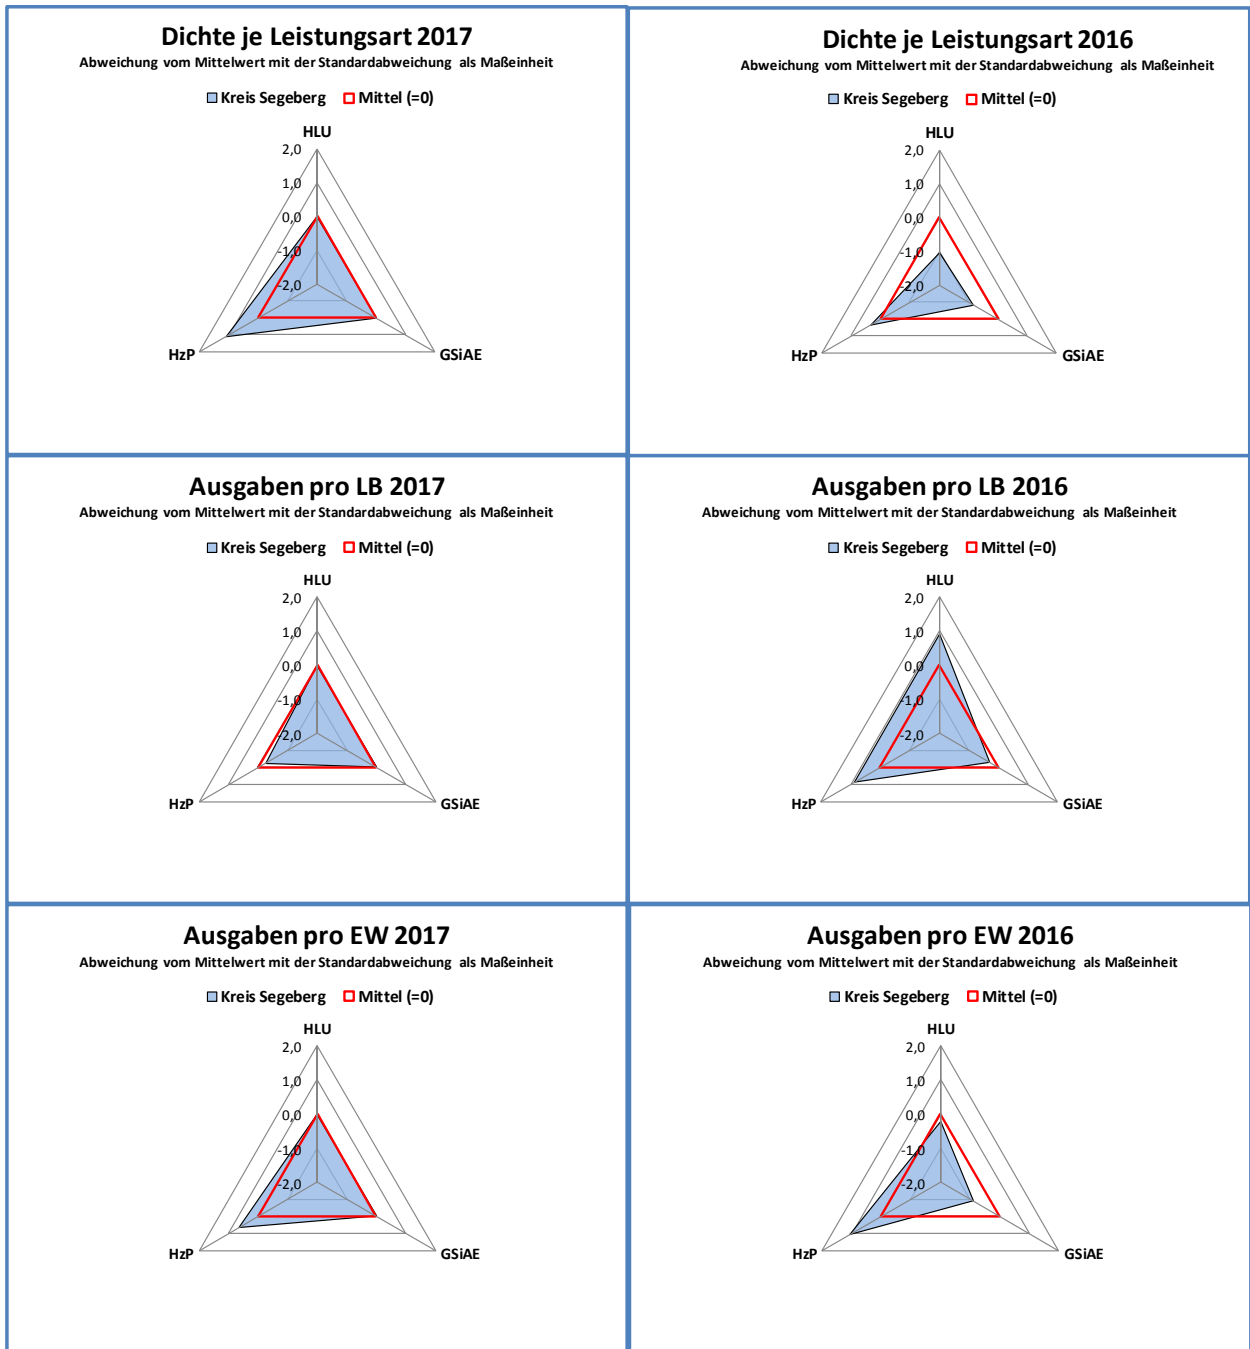 Dichte je Leistungsart 2017
Abweichung vom Mittelwert mit der Standardabweichung als Maßeinheit
Kreis Segeberg Mittel (=0)
HLU
2,0
1,0
0,0
-1,0
-2,0
HzP
GSiAE
Dichte je Leistungsart 2016
Abweichung vom Mittelwert mit der Standardabweichung als Maßeinheit
Kreis Segeberg Mittel (=0)
HLU
2,0
1,0
0,0
-1,0
-2,0
HzP
GSiAE
Ausgaben pro LB 2017
Abweichung vom Mittelwert mit der Standardabweichung als Maßeinheit
Kreis Segeberg Mittel (=0)
HLU
2,0
1,0
0,0
-1,0
-2,0
HzP
GSiAE
Ausgaben pro LB 2016
Abweichung vom Mittelwert mit der Standardabweichung als Maßeinheit
Kreis Segeberg Mittel (=0)
HLU
2,0
1,0
0,0
-1,0
-2,0
HzP
GSiAE
Ausgaben pro EW 2017
Abweichung vom Mittelwert mit der Standardabweichung als Maßeinheit
Kreis Segeberg Mittel (=0)
HLU
2,0
1,0
0,0
-1,0
-2,0
HzP
GSiAE
Ausgaben pro EW 2016
Abweichung vom Mittelwert mit der Standardabweichung als Maßeinheit
Kreis Segeberg Mittel (=0)
HLU
2,0
1,0
0,0
-1,0
-2,0
HzP
GSiAE